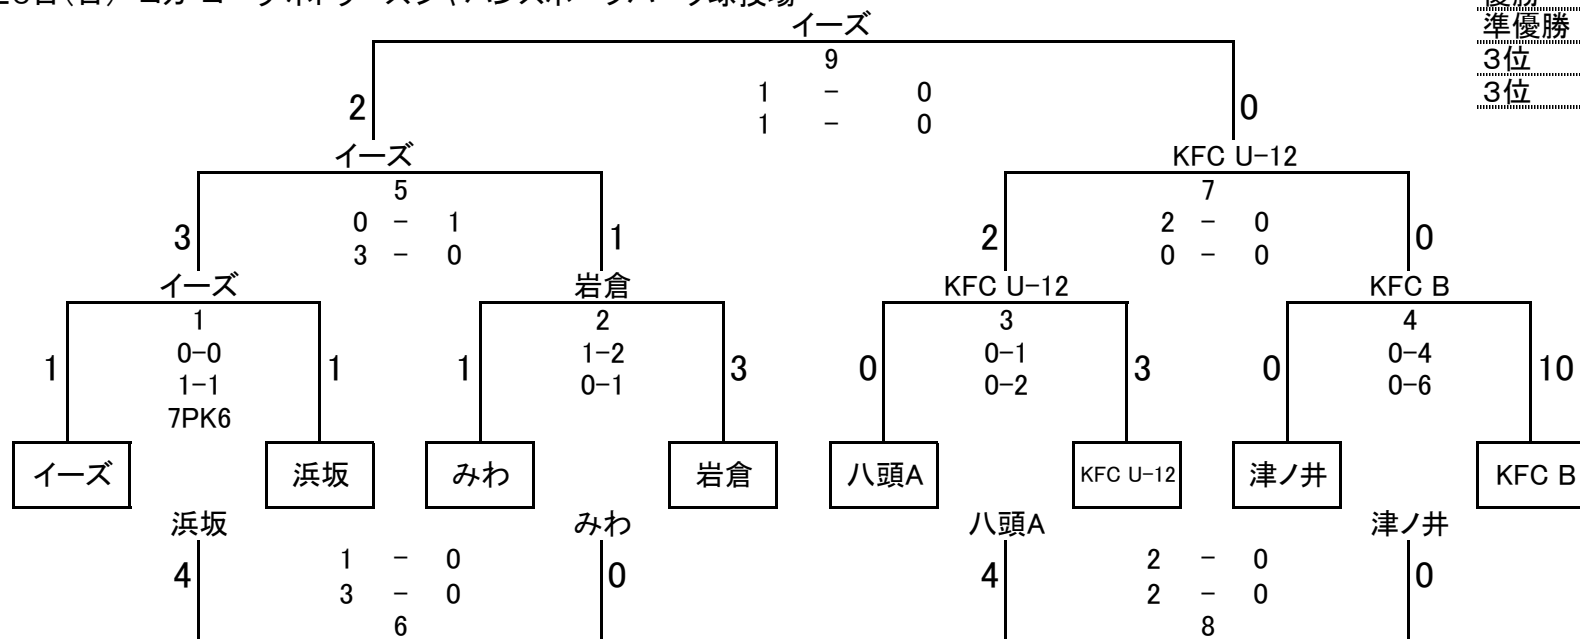 イーズ
準優勝
9
3位
1 － 0
3位
2
0
1 － 0
イーズ
KFC U-12
5
7
0 － 1
2 － 0
3
1
2
0
3 － 0
0 － 0
イーズ
岩倉
KFC U-12
KFC B
1
2
3
4
0-0
1-2
0-1
0-4
1
1
1
3
0
3
0
10
1-1
0-1
0-2
0-6
7PK6
イーズ
浜坂
みわ
岩倉
八頭A
KFC U-12
津ノ井
KFC B
浜坂
みわ
八頭A
津ノ井
1 － 0
2 － 0
4
0
4
0
3 － 0
2 － 0
6
8